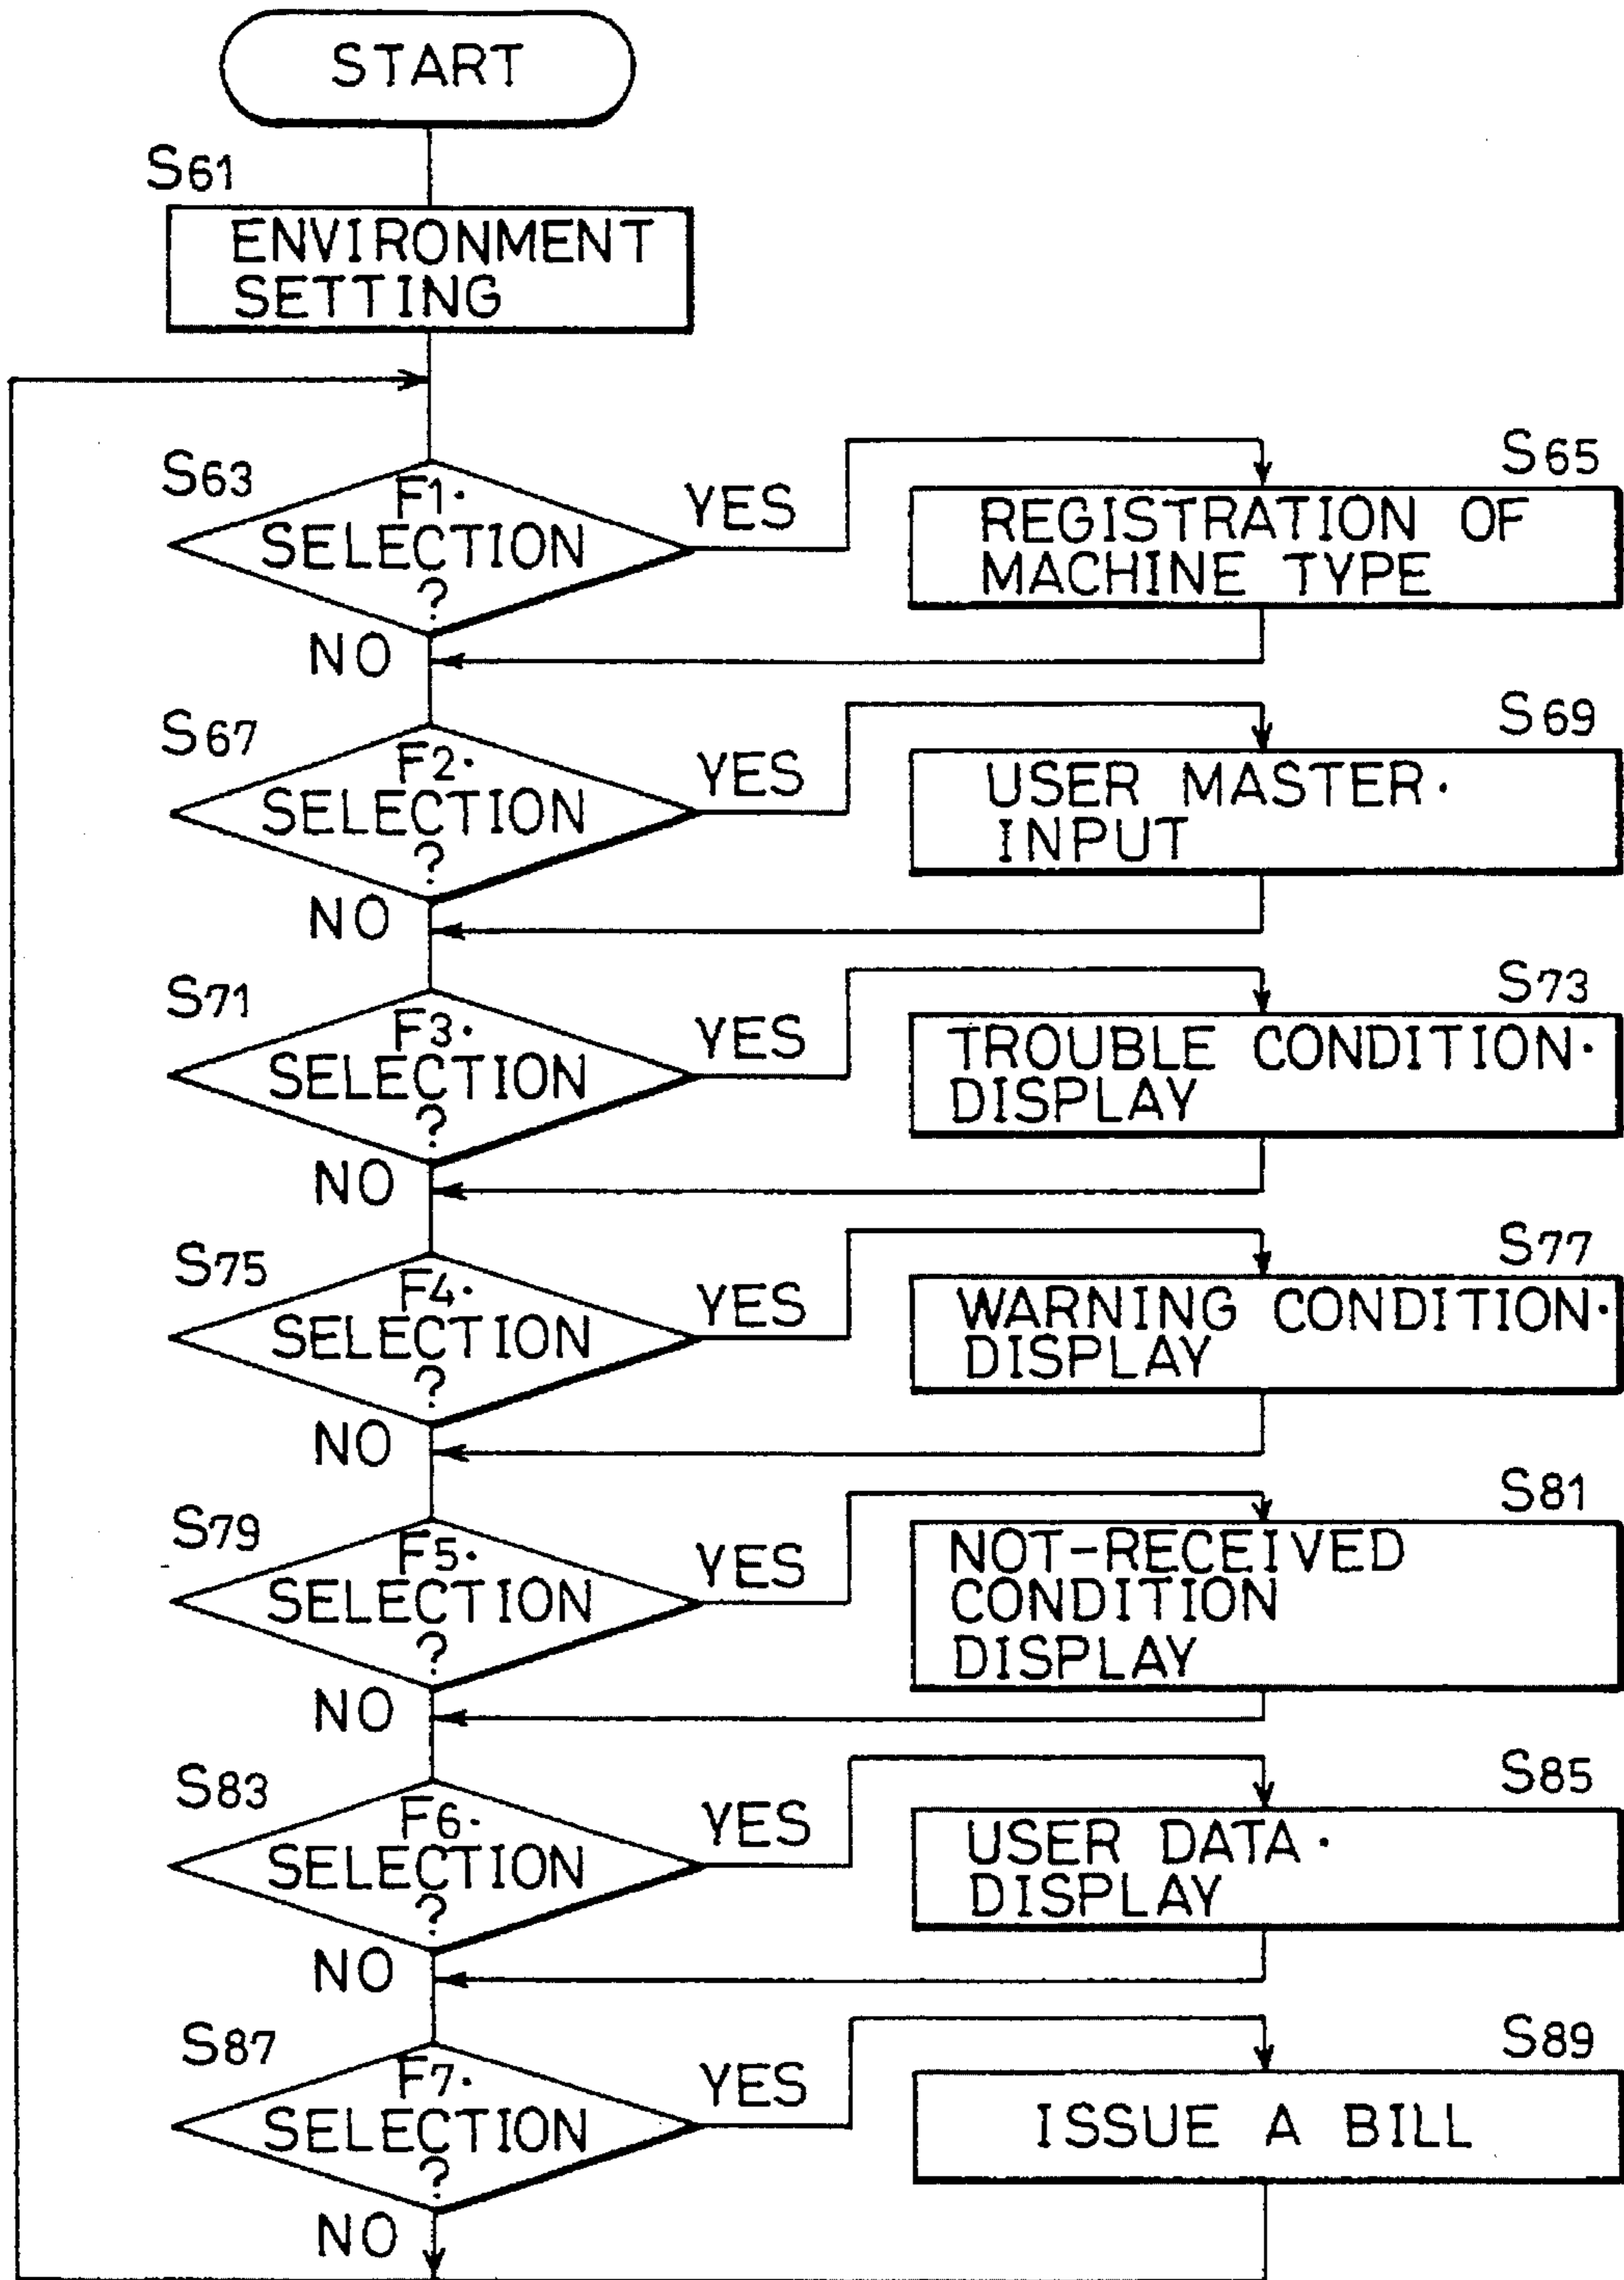 START
S61
ENVIRONMENT
SETTING
S63
F1·
SELECTION
?
YES
NO
S65
REGISTRATION OF
MACHINE TYPE
S67
F2·
SELECTION
?
YES
NO
S69
USER MASTER·
INPUT
S71
F3·
SELECTION
?
YES
NO
S73
TROUBLE CONDITION·
DISPLAY
S75
F4·
SELECTION
?
YES
NO
S77
WARNING CONDITION·
DISPLAY
S79
F5·
SELECTION
?
YES
NO
S81
NOT-RECEIVED
CONDITION
DISPLAY
S83
F6·
SELECTION
?
YES
NO
S85
USER DATA·
DISPLAY
S87
F7·
SELECTION
?
YES
NO
S89
ISSUE A BILL